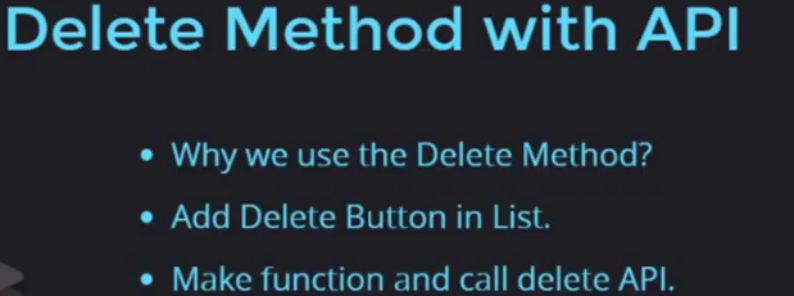 Delete Method with API
• Why we use the Delete Method?
• Add Delete Button in List.
• Make function and call delete API.